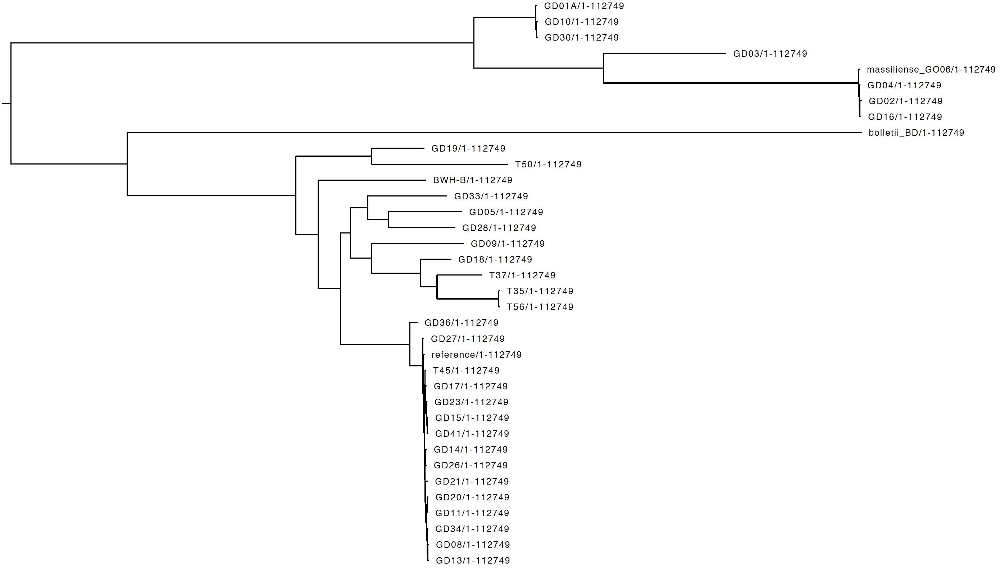 GD01A/1-112749
GD10/1-112749
GD30/1-112749
GD03/1-112749
massiliense_GO06/1-112749
GD04/1-112749
GD02/1-112749
GD16/1-112749
bolletii_BD/1-112749
GD19/1-112749
T50/1-112749
BWH-B/1-112749
GD33/1-112749
GD05/1-112749
GD28/1-112749
GD09/1-112749
GD18/1-112749
T37/1-112749
T35/1-112749
T56/1-112749
GD36/1-112749
GD27/1-112749
reference/1-112749
T45/1-112749
GD17/1-112749
GD23/1-112749
GD15/1-112749
GD41/1-112749
GD14/1-112749
GD26/1-112749
GD21/1-112749
GD20/1-112749
GD11/1-112749
GD34/1-112749
GD08/1-112749
GD13/1-112749